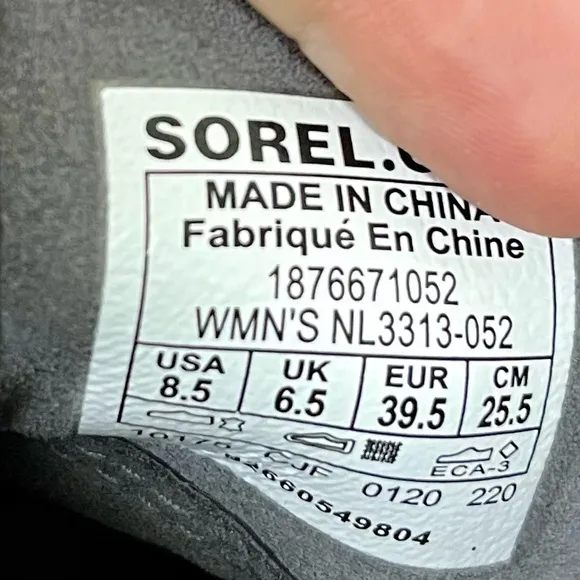 SOREL.
MADE IN CHINA
Fabriqué En Chine
1876671052
WMN'S NL3313-052
USA UK EUR CM
8.5 6.5 39.5 25.5
ECA-3
CJF 0120 220